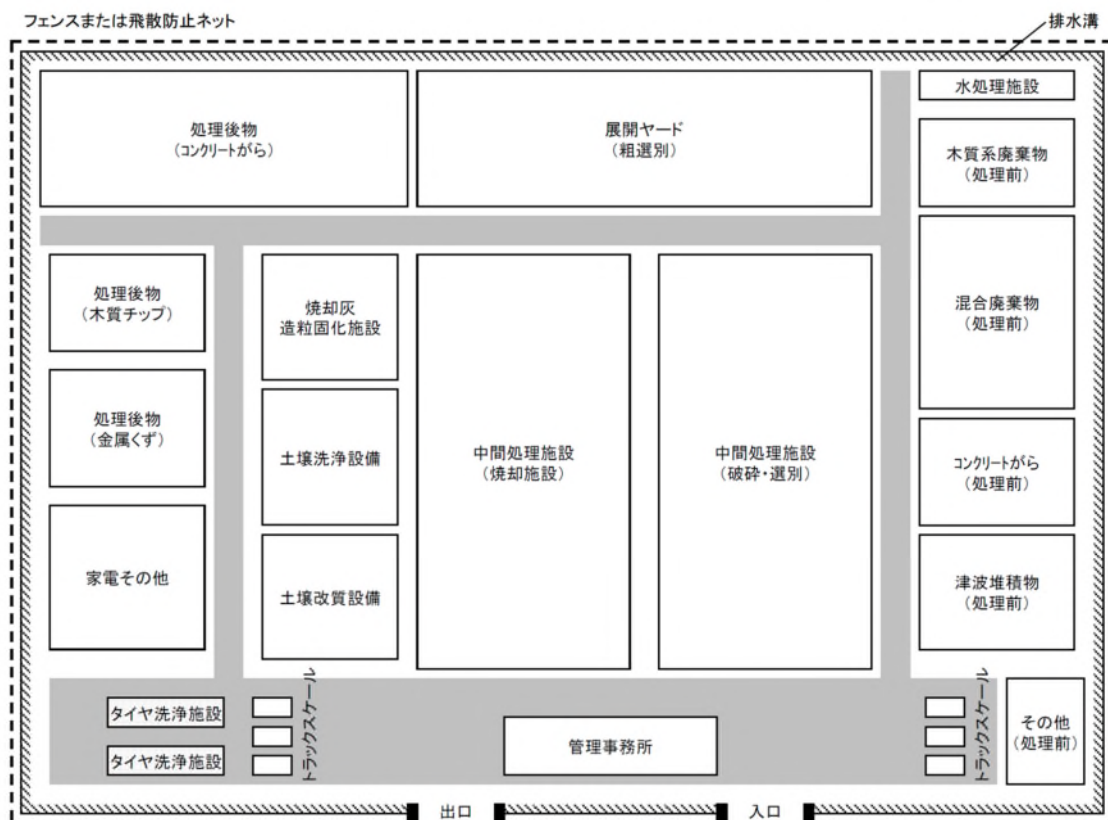 フェンスまたは飛散防止ネット
排水溝
処理後物
(コンクリートがら)
展開ヤード
(粗選別)
水処理施設
木質系廃棄物
(処理前)
処理後物
(木質チップ)
焼却灰
造粒固化施設
混合廃棄物
(処理前)
処理後物
(金属くず)
土壌洗浄設備
中間処理施設
(焼却施設)
中間処理施設
(破砕・選別)
コンクリートがら
(処理前)
家電その他
土壌改質設備
津波堆積物
(処理前)
タイヤ洗浄施設
タイヤ洗浄施設
トラックスケール
管理事務所
トラックスケール
その他
(処理前)
出口
入口